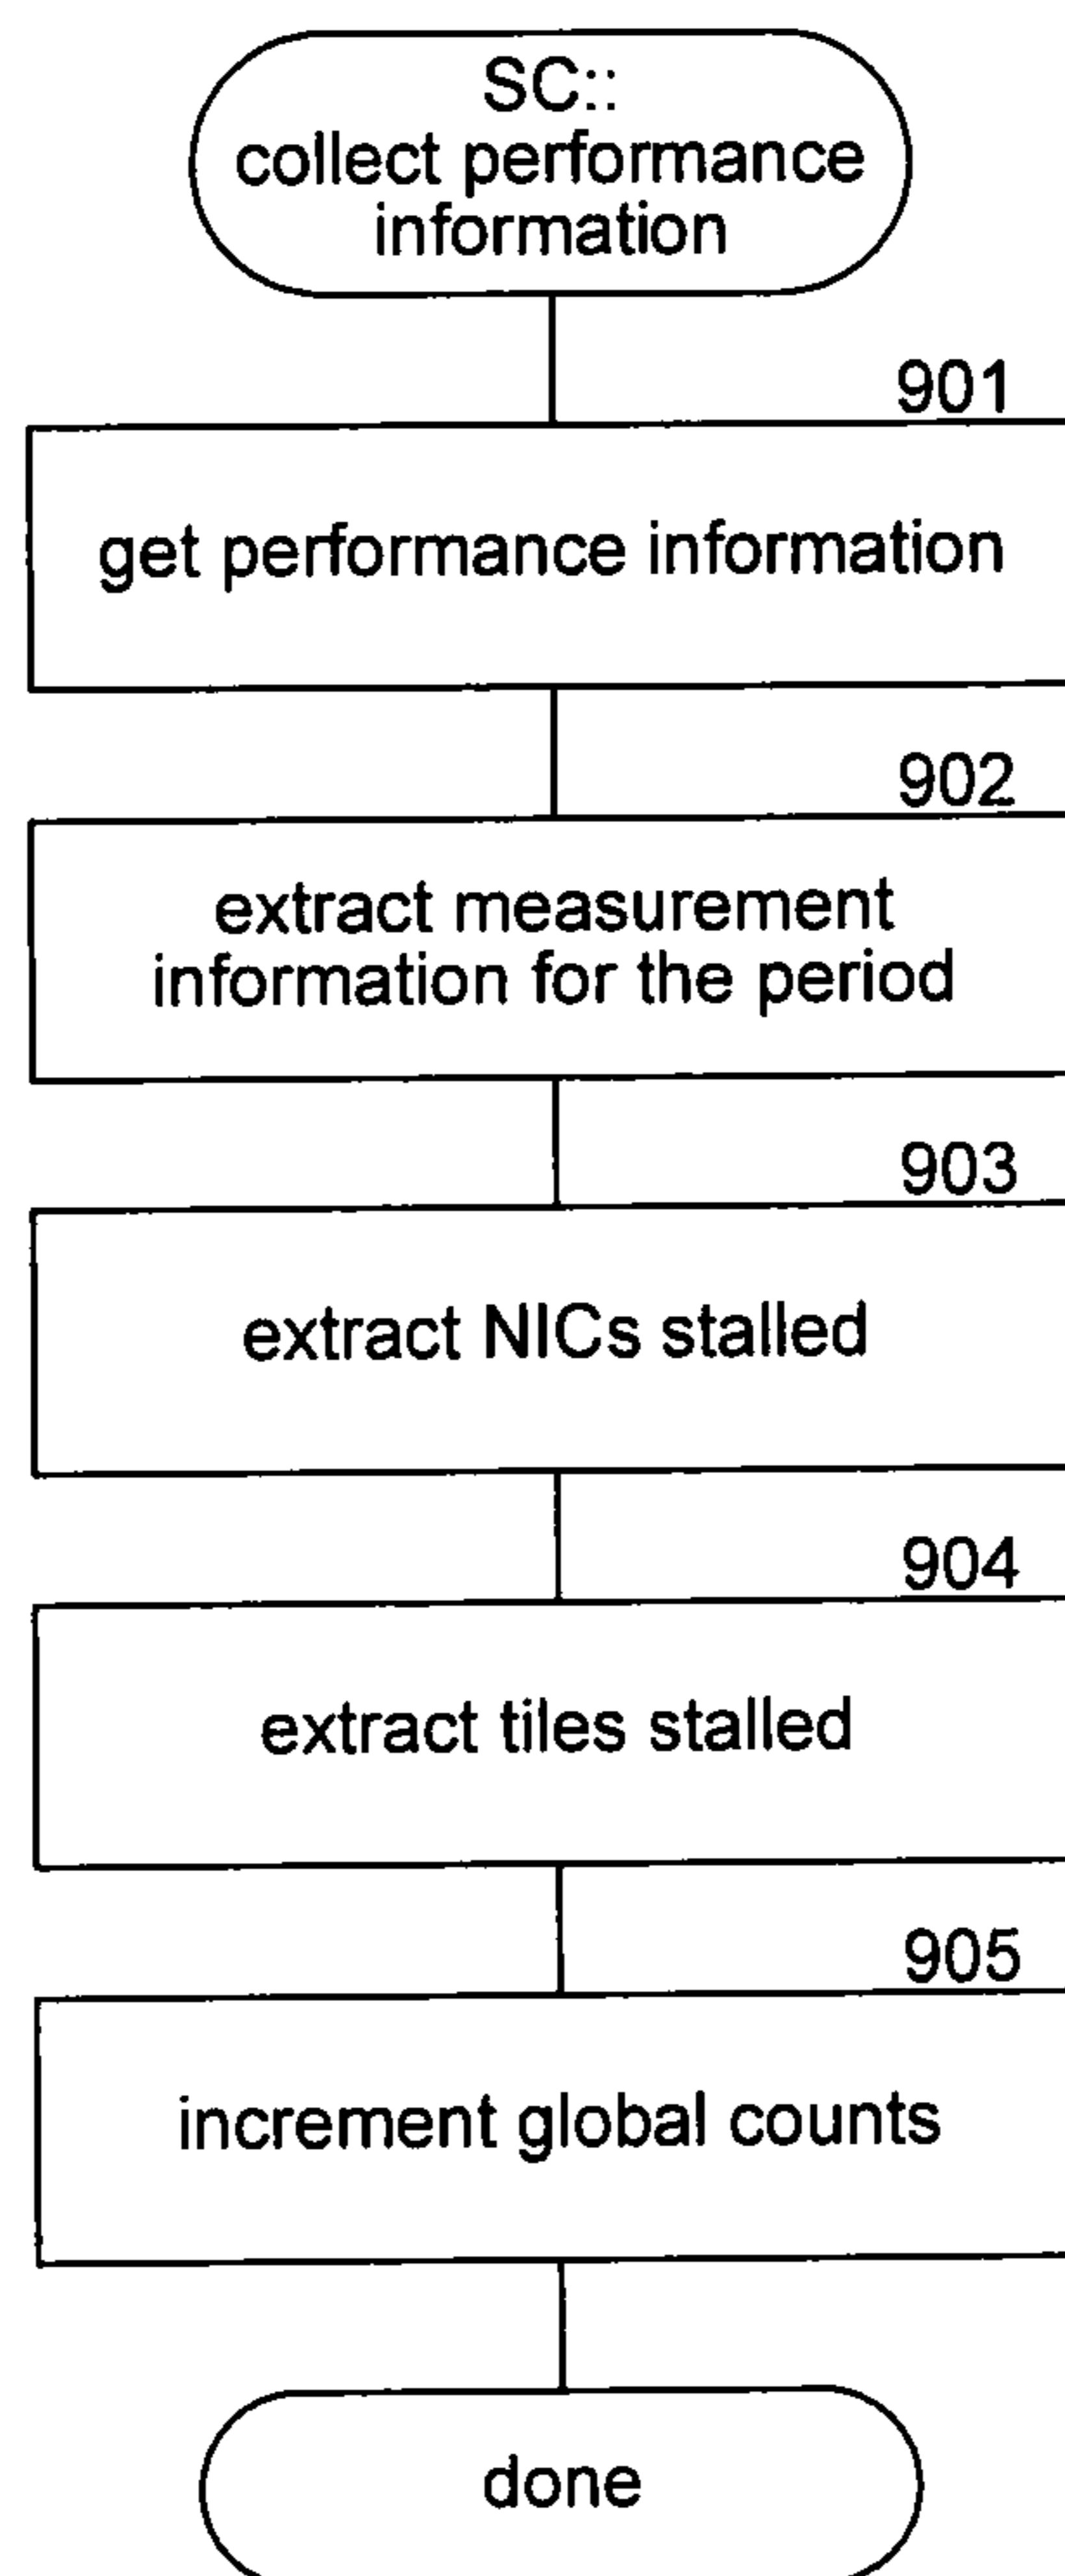 SC::
collect performance
information
901
get performance information
902
extract measurement
information for the period
903
extract NICs stalled
904
extract tiles stalled
905
increment global counts
done